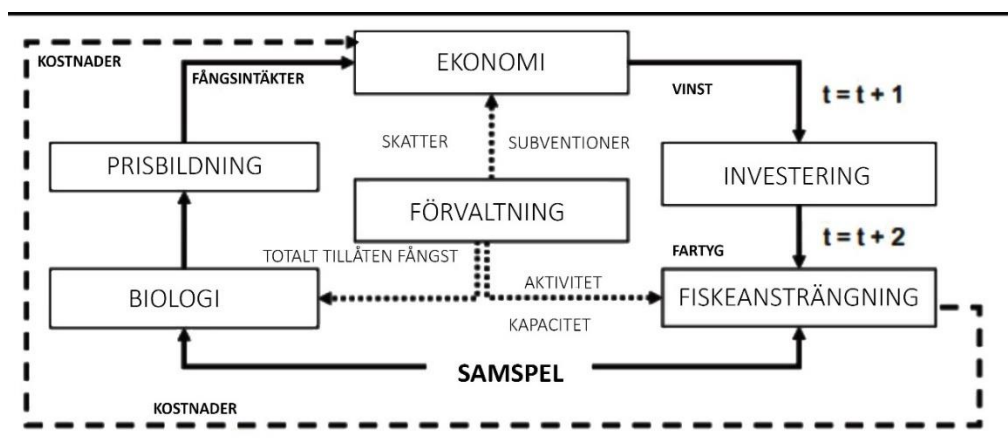 KOSTNADER
EKONOMI
FÅNGSINTÄKTER
VINST
t = t + 1
SKATTER
SUBVENTIONER
PRISBILDNING
INVESTERING
FÖRVALTNING
t = t + 2
TOTALT TILLÅTEN FÅNGST
FARTYG
BIOLOGI
AKTIVITET
FISKEANSTRÄNGNING
KAPACITET
SAMSPEL
KOSTNADER